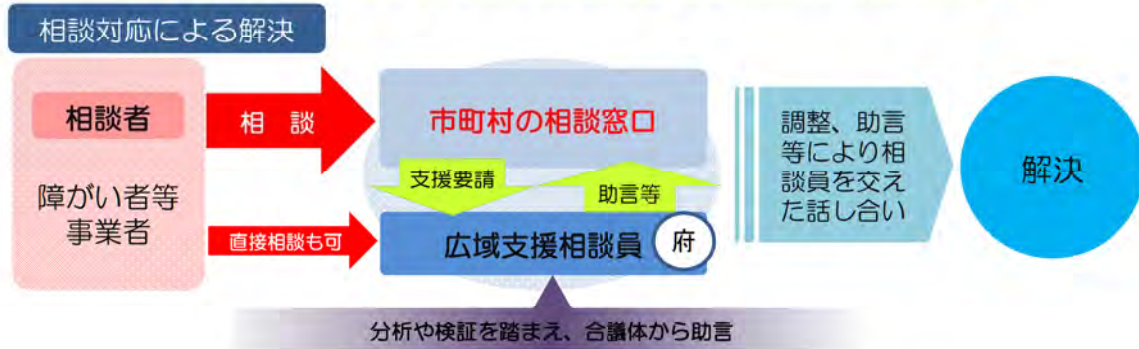 相談対応による解決
相談者
障がい者等
事業者
相 談
直接相談も可
市町村の相談窓口
支援要請
助言等
広域支援相談員
府
調整、助言
等により相
談員を交え
た話し合い
解決
分析や検証を踏まえ、合議体から助言